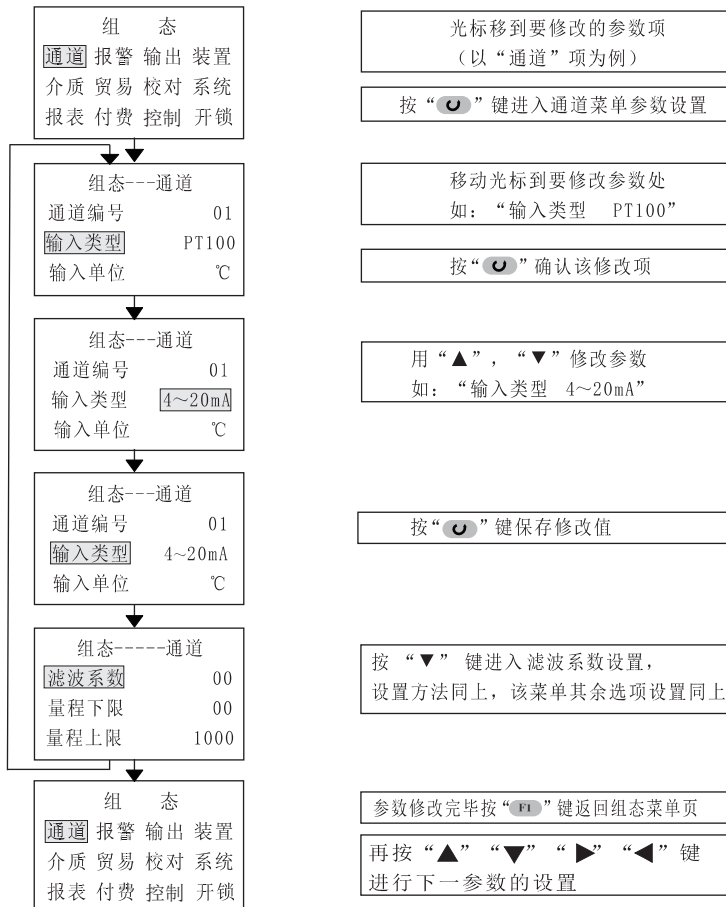 组 态
通道 报警 输出 装置
介质 贸易 校对 系统
报表 付费 控制 开锁
光标移到要修改的参数项
（以“通道”项为例）
按“ ”键进入通道菜单参数设置
组态---通道
通道编号 01
输入类型 PT100
输入单位 ℃
移动光标到要修改参数处
如：“输入类型 PT100”
按“ ”确认该修改项
组态---通道
通道编号 01
输入类型 4～20mA
输入单位 ℃
用“▲”，“▼”修改参数
如：“输入类型 4～20mA”
组态---通道
通道编号 01
输入类型 4~20mA
输入单位 ℃
按“ ”键保存修改值
组态-----通道
滤波系数 00
量程下限 00
量程上限 1000
按 “▼” 键进入滤波系数设置，
设置方法同上，该菜单其余选项设置同上
组 态
通道 报警 输出 装置
介质 贸易 校对 系统
报表 付费 控制 开锁
参数修改完毕按“F1”键返回组态菜单页
再按“▲”“▼”“▶”“◀”键
进行下一参数的设置